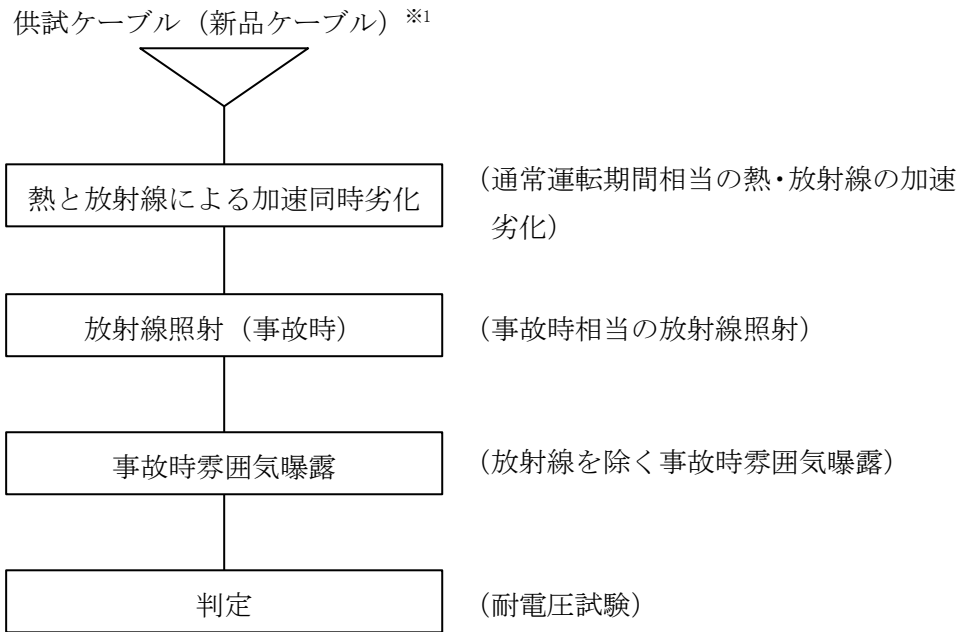 供試ケーブル（新品ケーブル）※1
熱と放射線による加速同時劣化
（通常運転期間相当の熱・放射線の加速
劣化）
放射線照射（事故時）
（事故時相当の放射線照射）
事故時雰囲気曝露
（放射線を除く事故時雰囲気曝露）
判定
（耐電圧試験）